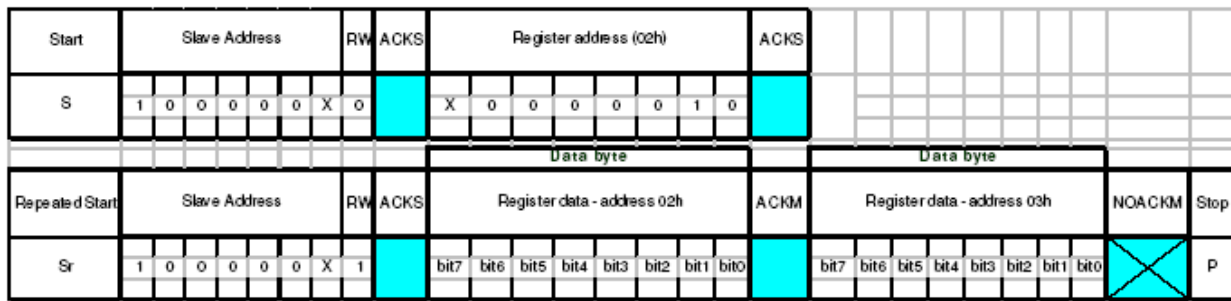 Start Slave Address RW ACKS Register address (02h) ACKS
S 1 0 0 0 0 0 X 0 X 0 0 0 0 0 1 0
Data byte Data byte
Repeated Start Slave Address RW ACKS Register data - address 02h ACKM Register data - address 03h NOACKM Stop
Sr 1 0 0 0 0 0 X 1 bit7 bit6 bit5 bit4 bit3 bit2 bit1 bit0 bit7 bit6 bit5 bit4 bit3 bit2 bit1 bit0 P